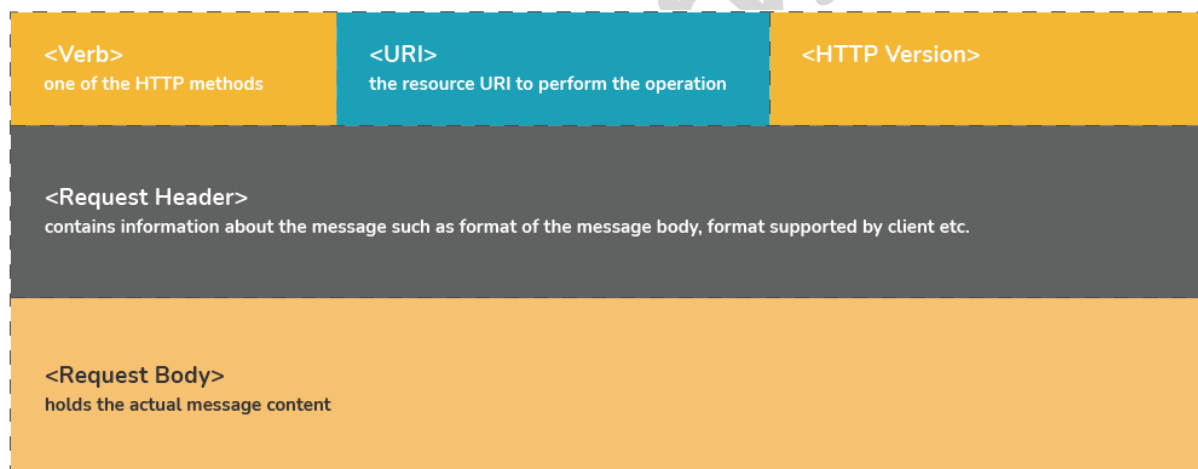 <Verb>
one of the HTTP methods
<URI>
the resource URI to perform the operation
<HTTP Version>
<Request Header>
contains information about the message such as format of the message body, format supported by client etc.
<Request Body>
holds the actual message content